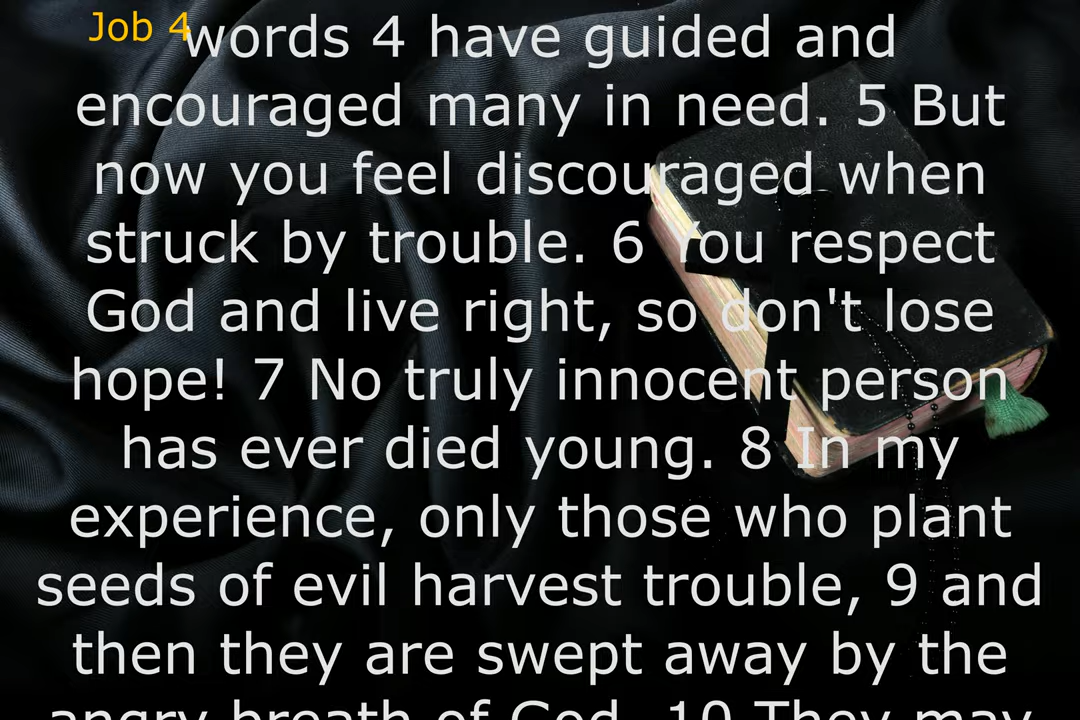 Job 4
words 4 have guided and
encouraged many in need. 5 But
now you feel discouraged when
struck by trouble. 6 You respect
God and live right, so don't lose
hope! 7 No truly innocent person
has ever died young. 8 In my
experience, only those who plant
seeds of evil harvest trouble, 9 and
then they are swept away by the
angry breath of God. 10 They may